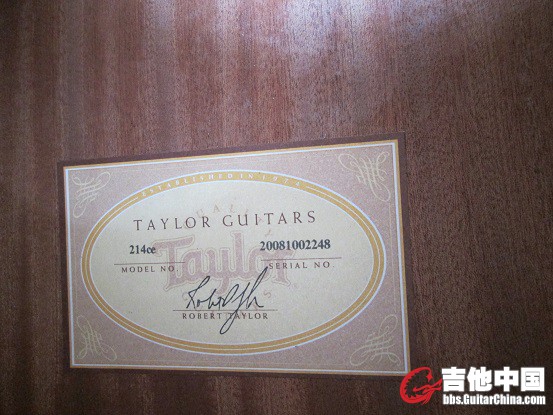 ESTABLISHED IN 1974
TAYLOR GUITARS
Taylor
214ce
20081002248
MODEL NO.
SERIAL NO.
ROBERT TAYLOR
吉他中国
bbs.GuitarChina.com